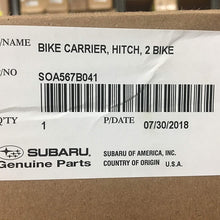 /NAME BIKE CARRIER, HITCH, 2 BIKE
/NO SOA567B041
Q'TY 1 P/DATE 07/30/2018
SUBARU SUBARU OF AMERICA, INC.
Genuine Parts COUNTRY OF ORIGIN U.S.A.